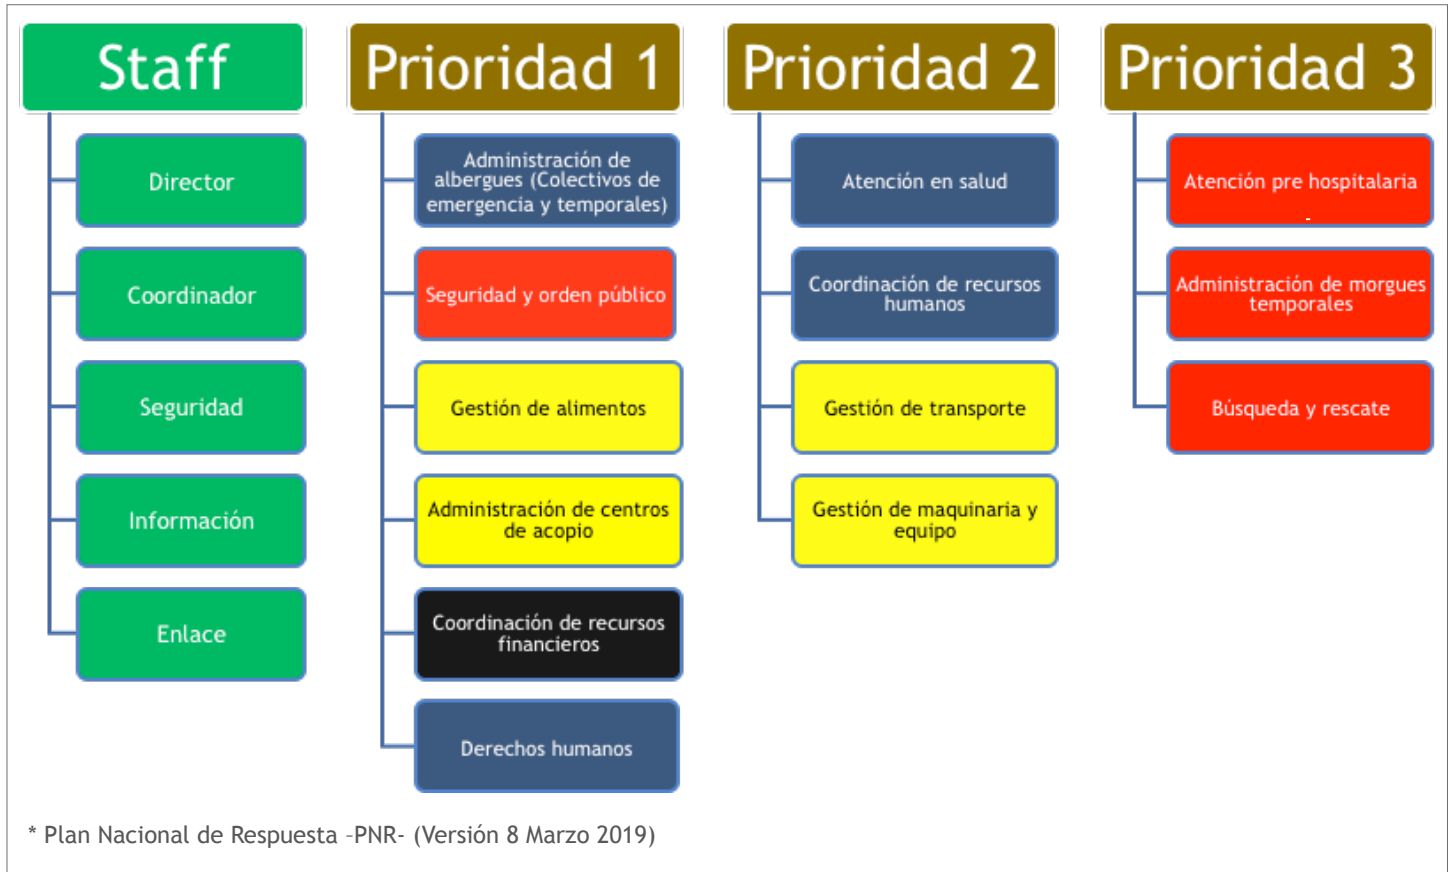 Staff
Director
Coordinador
Seguridad
Información
Enlace
Prioridad 1
Administración de
albergues (Colectivos de
emergencia y temporales)
Seguridad y orden público
Gestión de alimentos
Administración de centros
de acopio
Coordinación de recursos
financieros
Derechos humanos
Prioridad 2
Atención en salud
Coordinación de recursos
humanos
Gestión de transporte
Gestión de maquinaria y
equipo
Prioridad 3
Atención pre hospitalaria
-
Administración de morgues
temporales
Búsqueda y rescate
* Plan Nacional de Respuesta –PNR- (Versión 8 Marzo 2019)